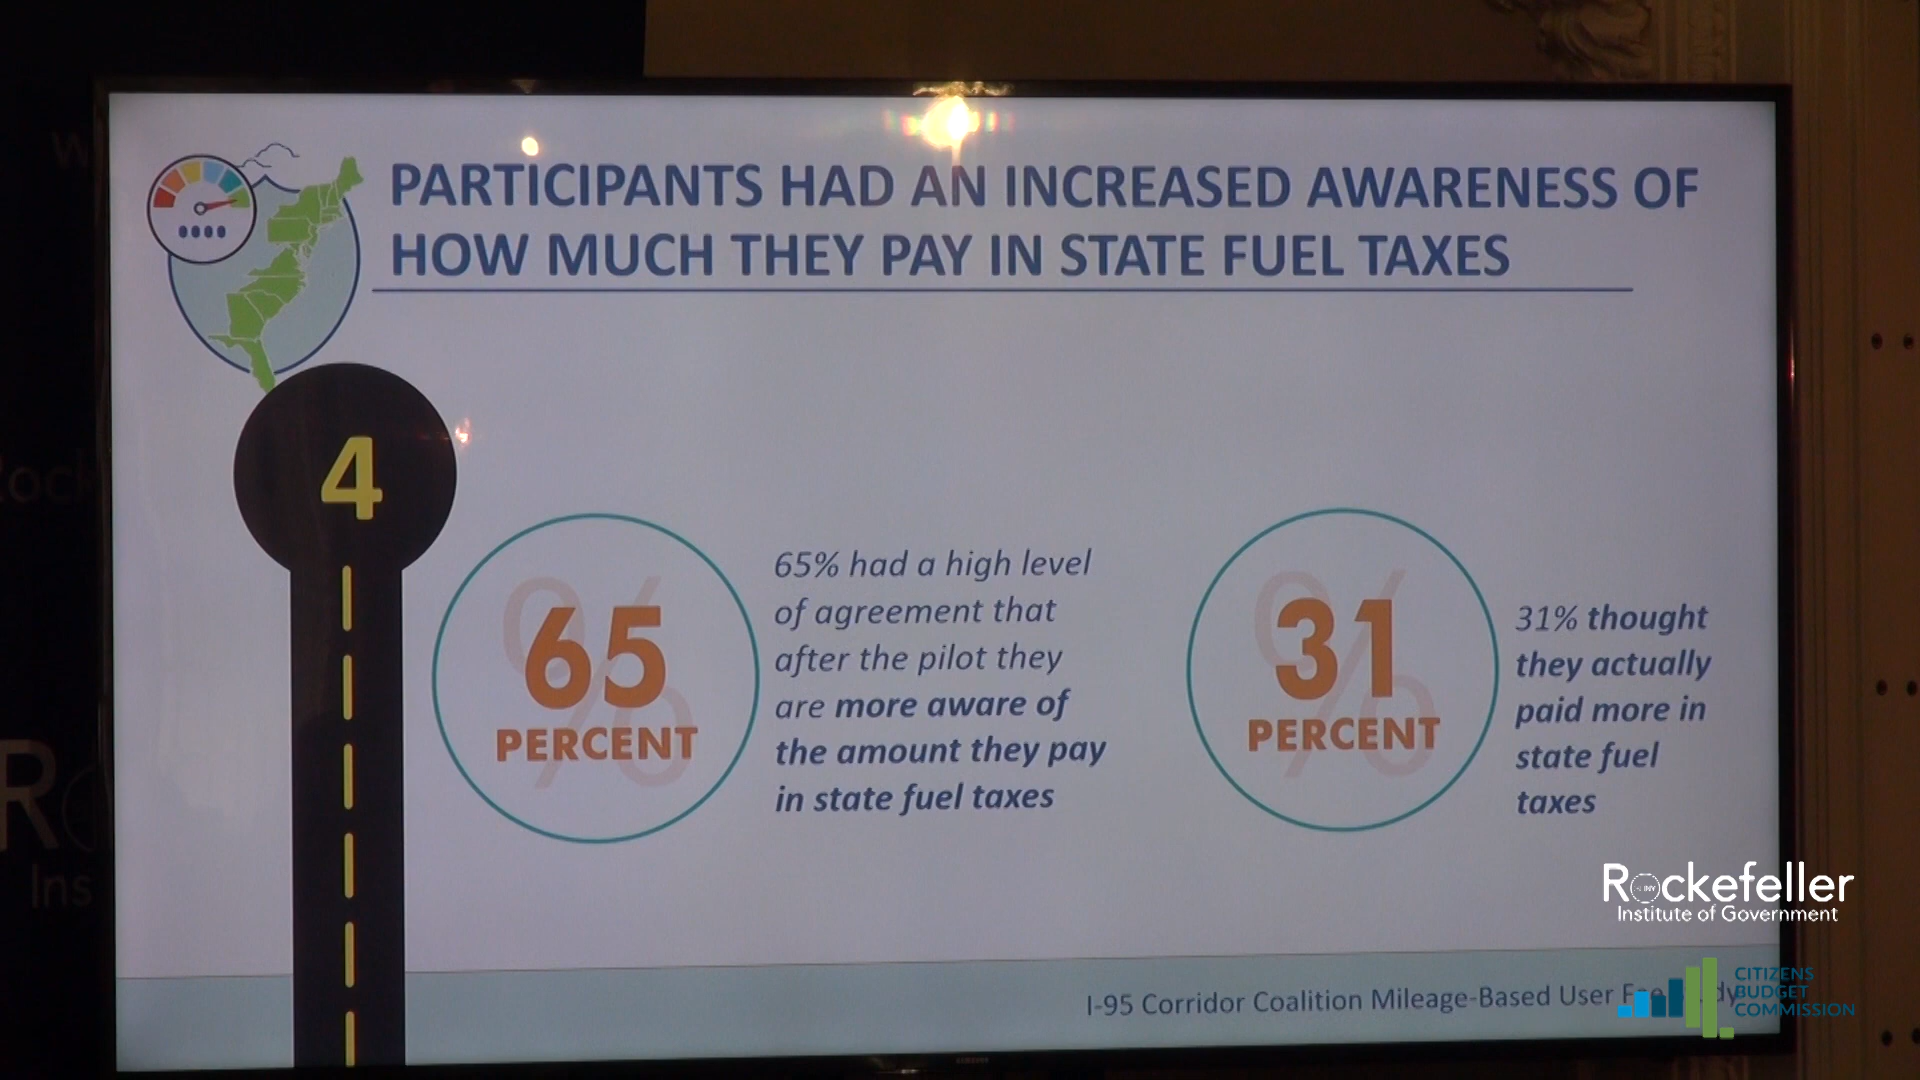 PARTICIPANTS HAD AN INCREASED AWARENESS OF
HOW MUCH THEY PAY IN STATE FUEL TAXES
4
65
PERCENT
65% had a high level
of agreement that
after the pilot they
are more aware of
the amount they pay
in state fuel taxes
31
PERCENT
31% thought
they actually
paid more in
state fuel
taxes
Rockefeller
Institute of Government
I-95 Corridor Coalition Mileage-Based User
CITIZENS
BUDGET
COMMISSION